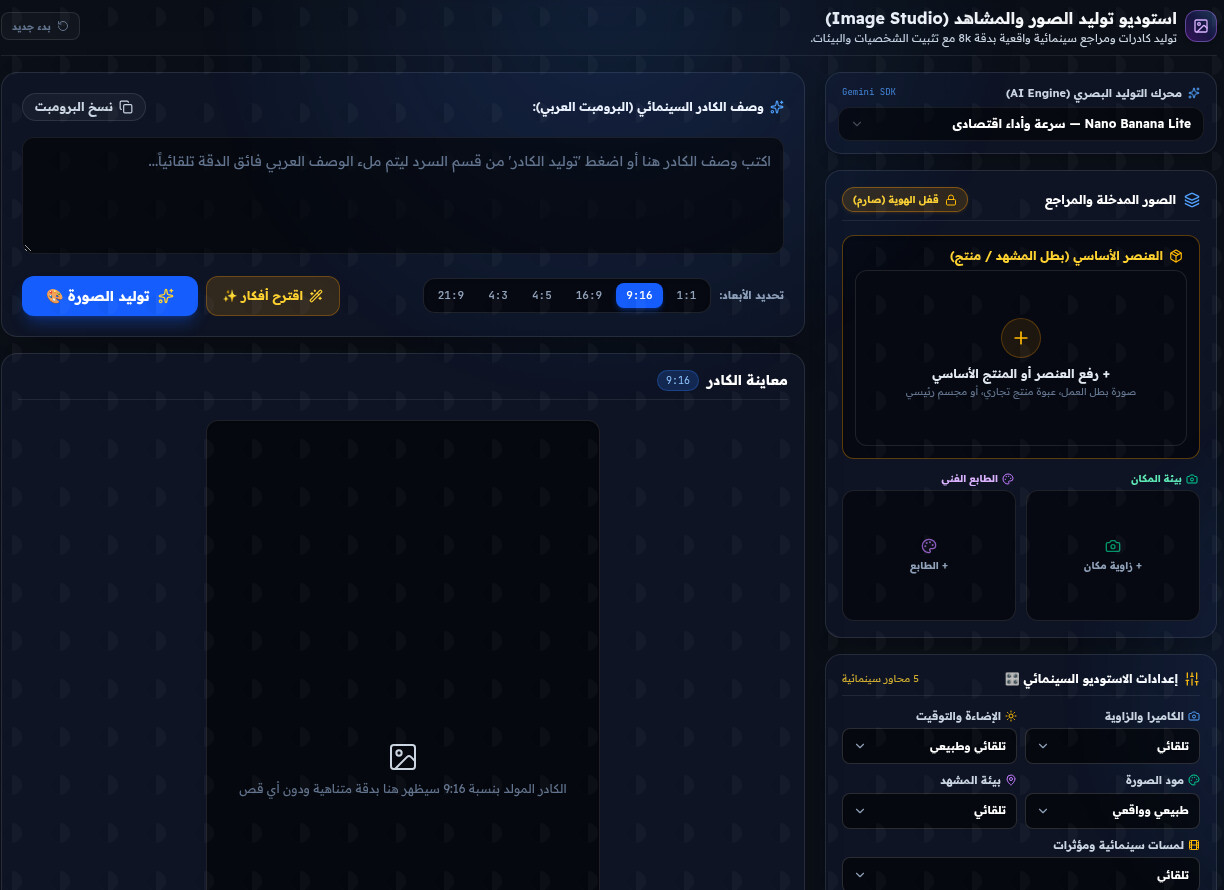 استوديو توليد الصور والمشاهد (Image Studio)
توليد كادرات ومراجع سينمائية واقعية بدقة 8k مع تثبيت الشخصيات والبيئات.
بدء جديد
محرك التوليد البصري (AI Engine)
Gemini SDK
Nano Banana Lite — سرعة وأداء اقتصادي
الصور المدخلة والمراجع
قفل الهوية (صارم)
العنصر الأساسي (بطل المشهد / منتج)
+ رفع العنصر أو المنتج الأساسي
صورة بطل العمل، عبوة منتج تجاري، أو مجسم رئيسي
بيئة المكان
الطابع الفني
+ زاوية مكان
+ الطابع
إعدادات الاستوديو السينمائي 🎛️
5 محاور سينمائية
الكاميرا والزاوية
الإضاءة والتوقيت
تلقائي
تلقائي وطبيعي
مود الصورة
بيئة المشهد
طبيعي وواقعي
تلقائي
لمسات سينمائية ومؤثرات
تلقائي
وصف الكادر السينمائي (البرومبت العربي):
نسخ البرومبت
اكتب وصف الكادر هنا أو اضغط 'توليد الكادر' من قسم السرد ليتم ملء الوصف العربي فائق الدقة تلقائياً...
تحديد الأبعاد:
1:1
9:16
16:9
4:5
4:3
21:9
اقترح أفكار ✨
توليد الصورة 🎨
معاينة الكادر
9:16
الكادر المولد بنسبة 9:16 سيظهر هنا بدقة متناهية ودون أي قص